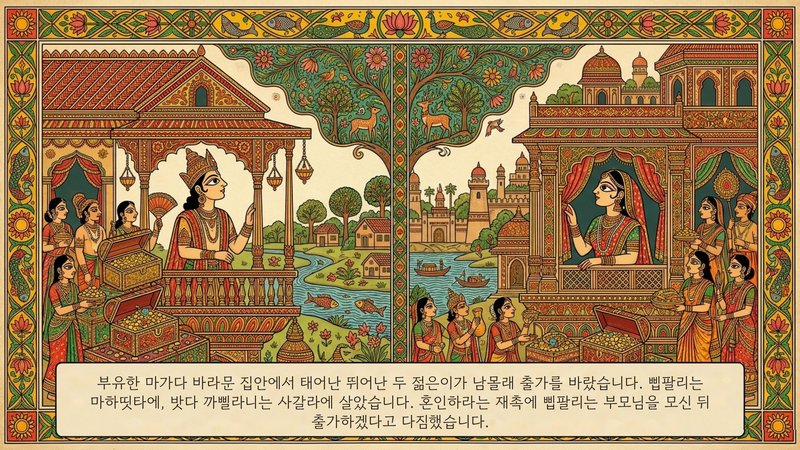 부유한 마가다 바라문 집안에서 태어난 뛰어난 두 젊은이가 남몰래 출가를 바랐습니다. 삡팔리는
마하띳타에, 밧다 까삘라니는 사갈라에 살았습니다. 혼인하라는 재촉에 삡팔리는 부모님을 모신 뒤
출가하겠다고 다짐했습니다.